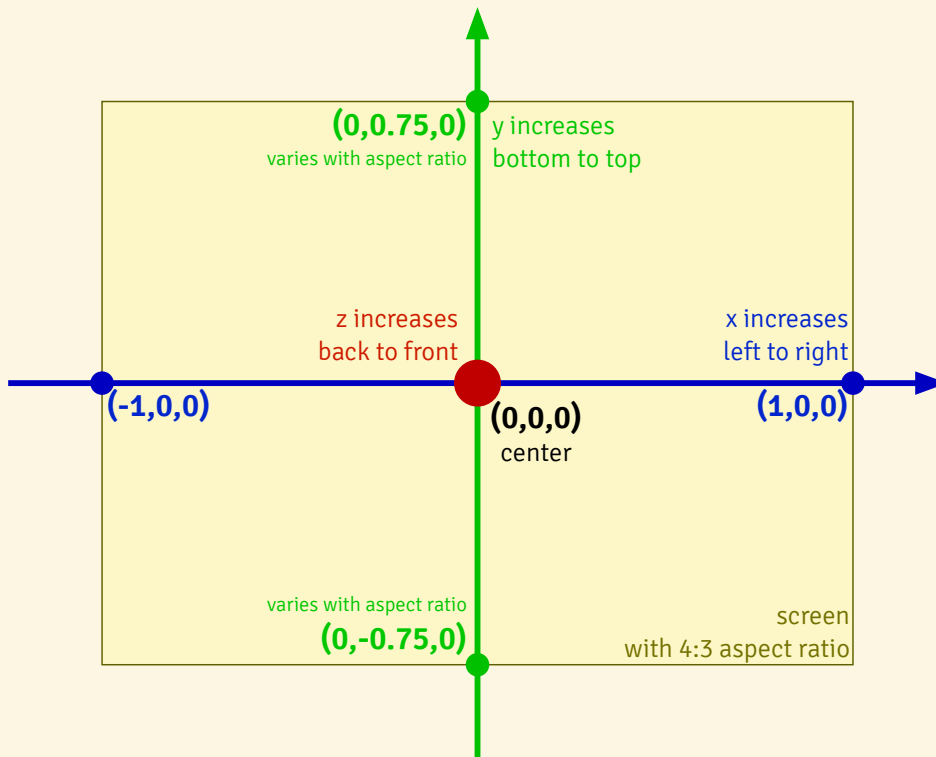 (0,0.75,0)
varies with aspect ratio
y increases
bottom to top
z increases
back to front
x increases
left to right
(-1,0,0)
(0,0,0)
center
(1,0,0)
varies with aspect ratio
(0,-0.75,0)
screen
with 4:3 aspect ratio